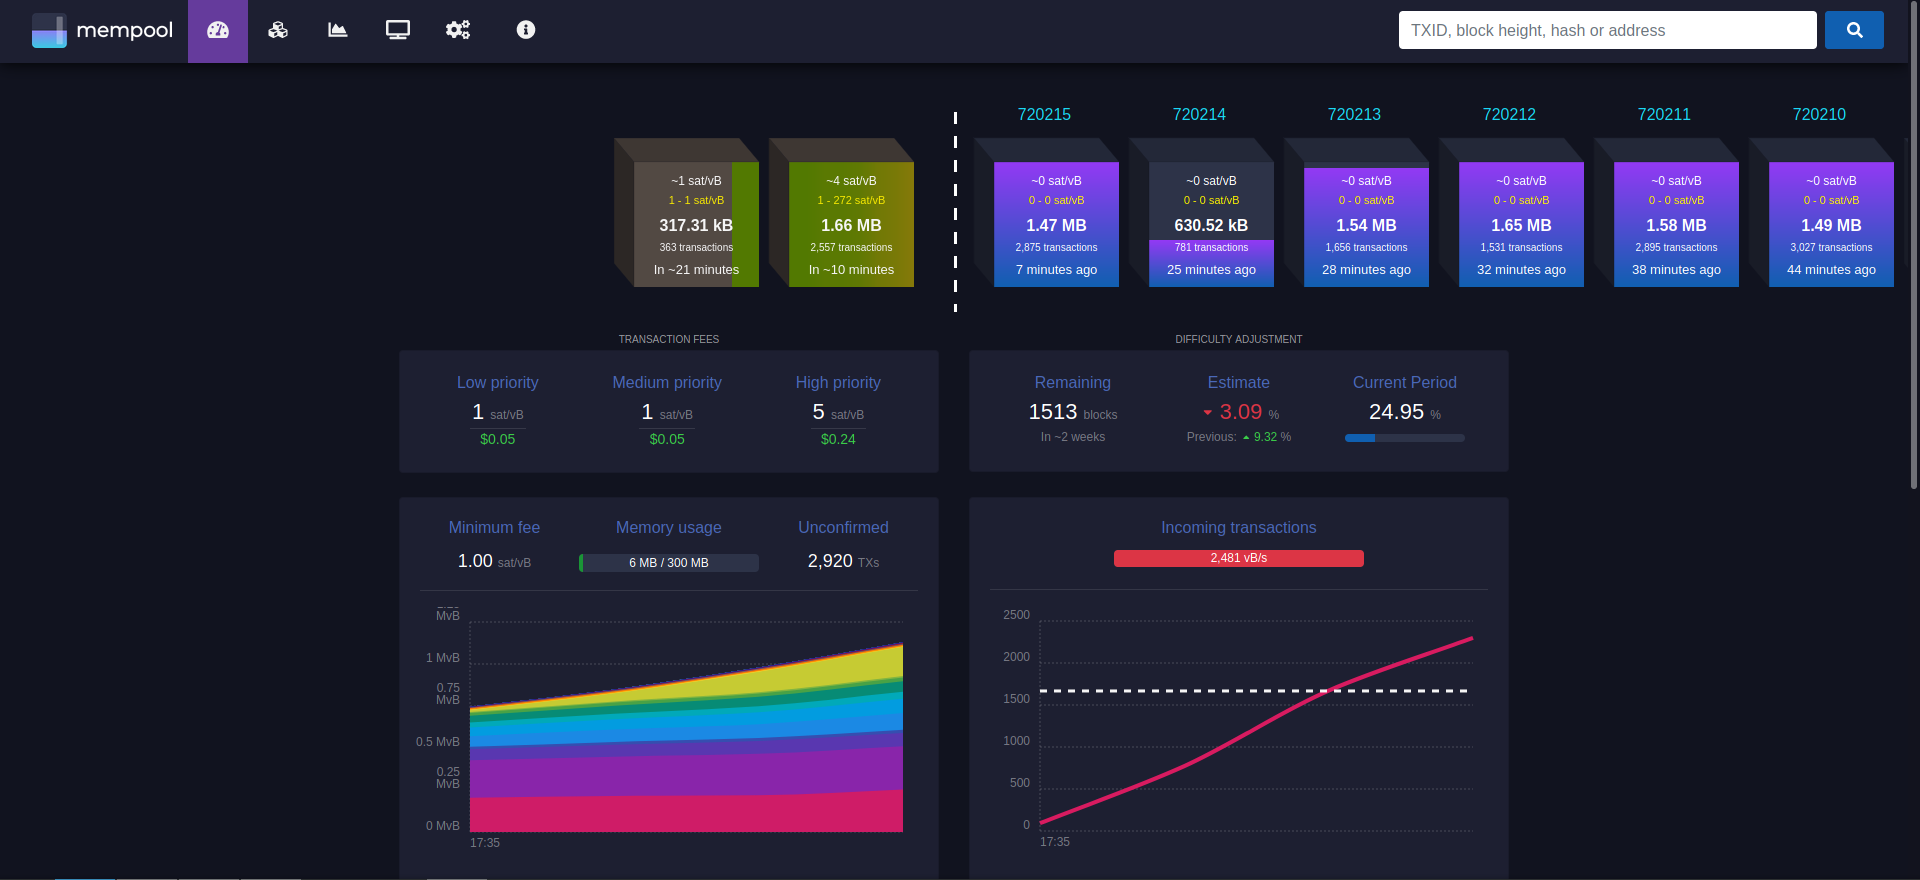 mempool
TXID, block height, hash or address
720215
720214
720213
720212
720211
720210
~1 sat/vB
1 - 1 sat/vB
317.31 kB
363 transactions
In ~21 minutes
~4 sat/vB
1 - 272 sat/vB
1.66 MB
2,557 transactions
In ~10 minutes
~0 sat/vB
0 - 0 sat/vB
1.47 MB
2,875 transactions
7 minutes ago
~0 sat/vB
0 - 0 sat/vB
630.52 kB
781 transactions
25 minutes ago
~0 sat/vB
0 - 0 sat/vB
1.54 MB
1,656 transactions
28 minutes ago
~0 sat/vB
0 - 0 sat/vB
1.65 MB
1,531 transactions
32 minutes ago
~0 sat/vB
0 - 0 sat/vB
1.58 MB
2,895 transactions
38 minutes ago
~0 sat/vB
0 - 0 sat/vB
1.49 MB
3,027 transactions
44 minutes ago
TRANSACTION FEES
Low priority
1 sat/vB
$0.05
Medium priority
1 sat/vB
$0.05
High priority
5 sat/vB
$0.24
DIFFICULTY ADJUSTMENT
Remaining
1513 blocks
In ~2 weeks
Estimate
3.09 %
Previous: 9.32 %
Current Period
24.95 %
Minimum fee
1.00 sat/vB
Memory usage
6 MB / 300 MB
Unconfirmed
2,920 TXs
MvB
1 MvB
0.75
MvB
0.5 MvB
0.25
MvB
0 MvB
17:35
Incoming transactions
2,481 vB/s
2500
2000
1500
1000
500
0
17:35